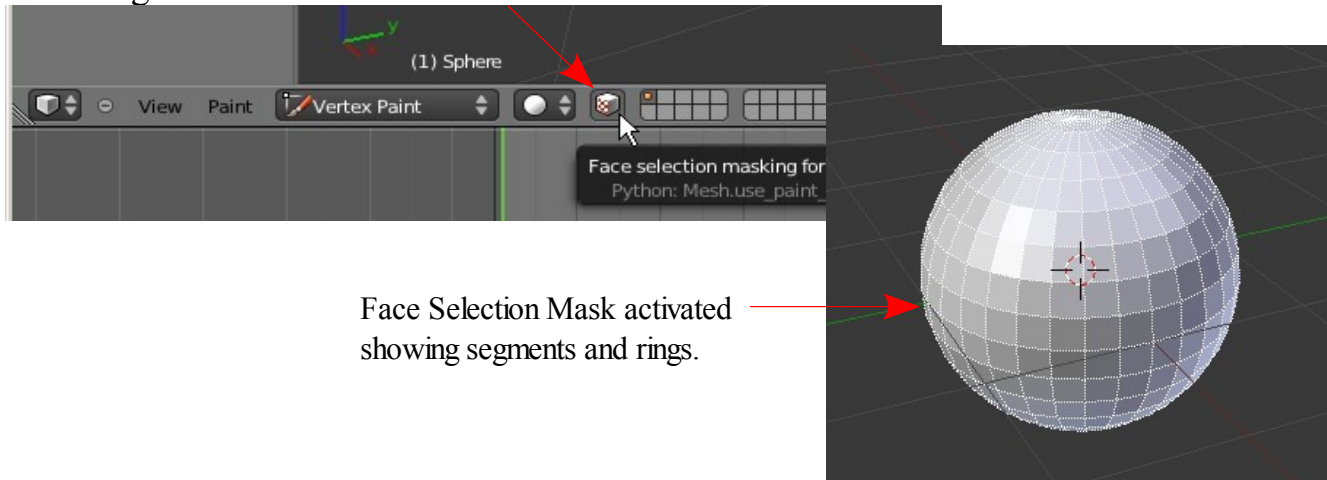 y
x
(1) Sphere
View Paint Vertex Paint
Face selection masking for
Python: Mesh.use_paint_
Face Selection Mask activated
showing segments and rings.